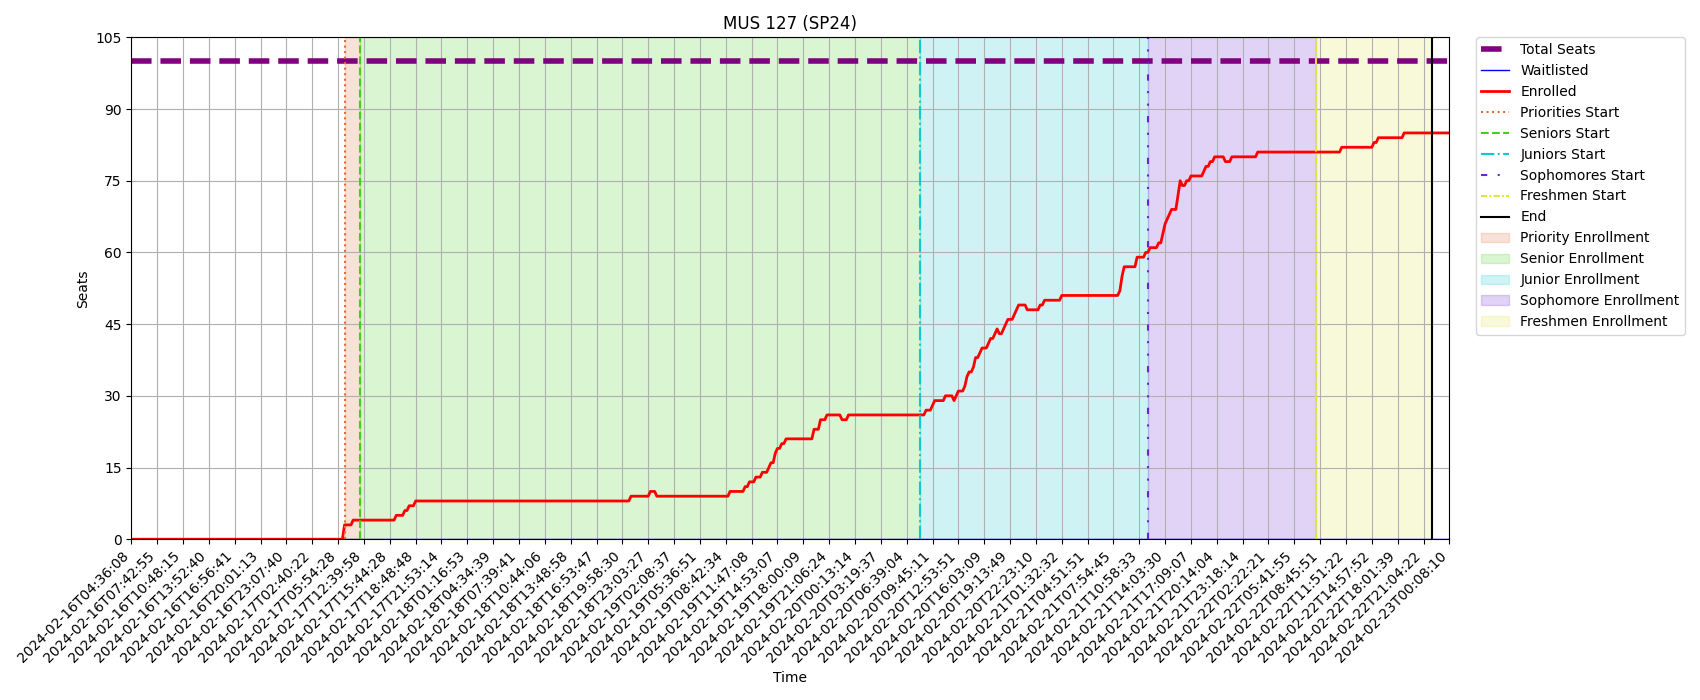 MUS 127 (SP24)
105
90
75
60
45
30
15
0
Seats
2024-02-16T04:36:08
2024-02-16T07:42:55
2024-02-16T10:48:15
2024-02-16T13:52:40
2024-02-16T16:56:41
2024-02-16T20:01:13
2024-02-16T23:07:40
2024-02-17T02:40:22
2024-02-17T05:54:28
2024-02-17T12:39:58
2024-02-17T15:44:28
2024-02-17T18:48:48
2024-02-17T21:53:14
2024-02-18T01:16:53
2024-02-18T04:34:39
2024-02-18T07:39:41
2024-02-18T10:44:06
2024-02-18T13:48:58
2024-02-18T16:53:47
2024-02-18T19:58:30
2024-02-18T23:03:27
2024-02-19T02:08:37
2024-02-19T05:36:51
2024-02-19T08:42:34
2024-02-19T11:47:08
2024-02-19T14:53:07
2024-02-19T18:00:09
2024-02-19T21:06:24
2024-02-20T00:13:14
2024-02-20T03:19:37
2024-02-20T06:39:04
2024-02-20T09:45:11
2024-02-20T12:53:51
2024-02-20T16:03:09
2024-02-20T19:13:49
2024-02-20T22:23:10
2024-02-21T01:32:32
2024-02-21T04:51:51
2024-02-21T07:54:45
2024-02-21T10:58:33
2024-02-21T14:03:30
2024-02-21T17:09:07
2024-02-21T20:14:04
2024-02-21T23:18:14
2024-02-22T02:22:21
2024-02-22T05:41:55
2024-02-22T08:45:51
2024-02-22T11:51:22
2024-02-22T14:57:52
2024-02-22T18:01:39
2024-02-22T21:04:22
2024-02-23T00:08:10
Time
Total Seats
Waitlisted
Enrolled
Priorities Start
Seniors Start
Juniors Start
Sophomores Start
Freshmen Start
End
Priority Enrollment
Senior Enrollment
Junior Enrollment
Sophomore Enrollment
Freshmen Enrollment